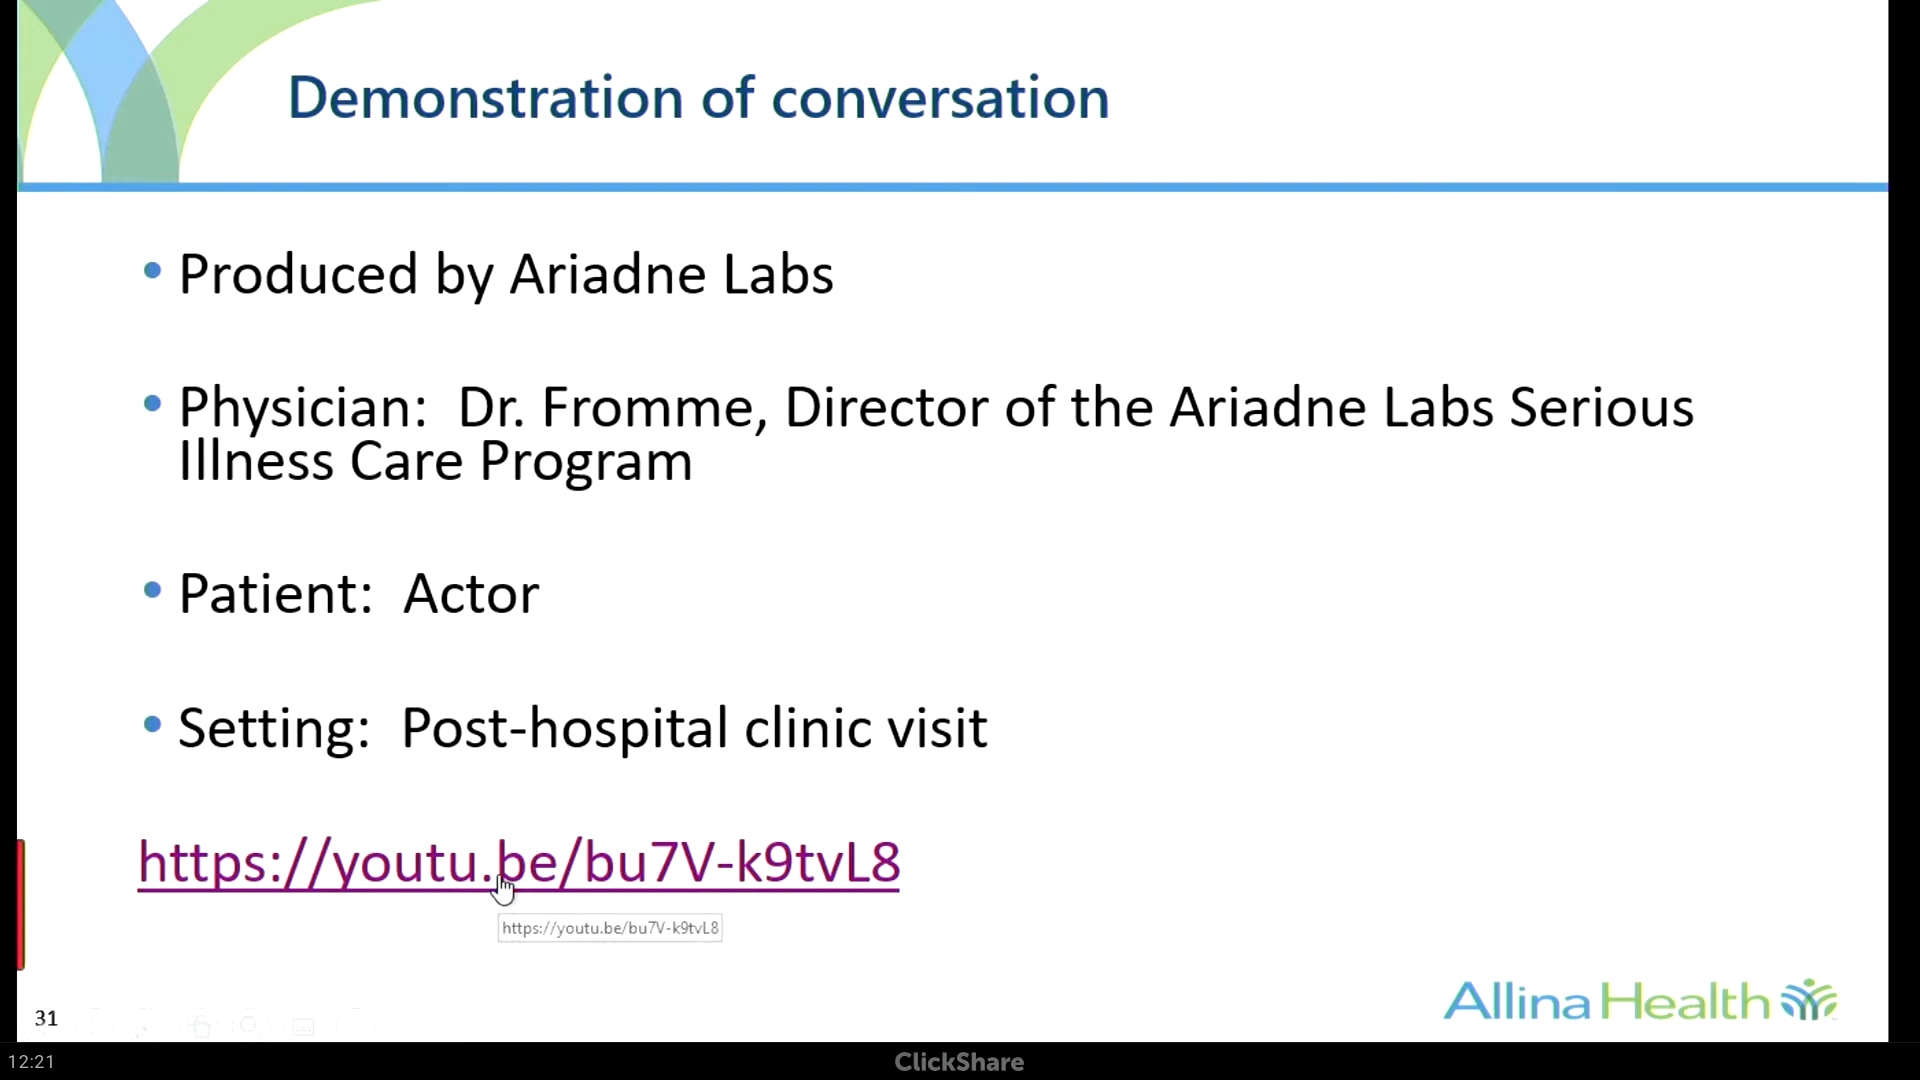 Demonstration of conversation
• Produced by Ariadne Labs
• Physician:  Dr. Fromme, Director of the Ariadne Labs Serious
Illness Care Program
• Patient:  Actor
• Setting:  Post-hospital clinic visit
https://youtu.be/bu7V-k9tvL8
https://youtu.be/bu7V-k9tvL8
Allina Health
31
12:21
ClickShare